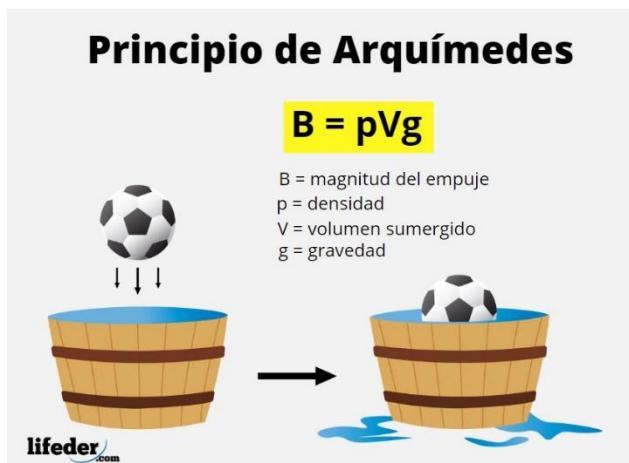 Principio de Arquímedes
B = pVg
B = magnitud del empuje
p = densidad
V = volumen sumergido
g = gravedad
lifeder
.com